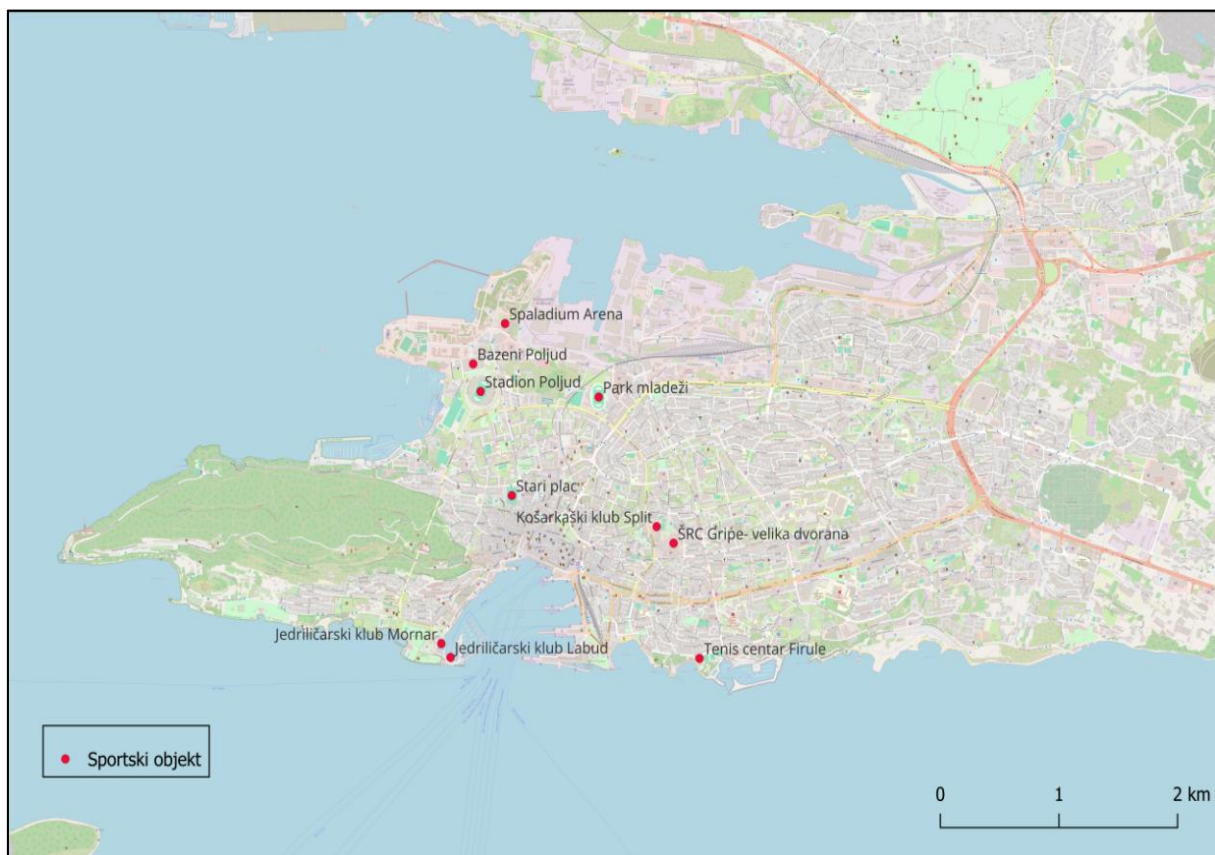 Spaladium Arena
Bazeni Poljud
Stadion Poljud
Park mladeži
Stari plac
Košarkaški klub Split
ŠRC Gripe- velika dvorana
Jedriličarski klub Mornar
Jedriličarski klub Labud
Tenis centar Firule
Sportski objekt
0 1 2 km